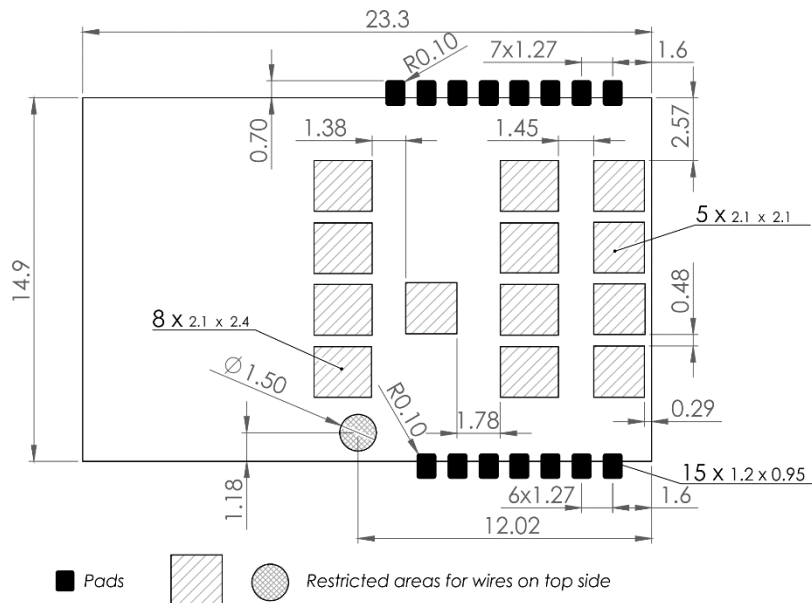 23.3
R0.10
7x1.27
1.6
0.70
1.38
1.45
2.57
5 x 2.1 x 2.1
14.9
8 x 2.1 x 2.4
0.48
Ø 1.50
R0.10
1.78
0.29
1.18
6x1.27
1.6
15 x 1.2 x 0.95
12.02
Pads
Restricted areas for wires on top side